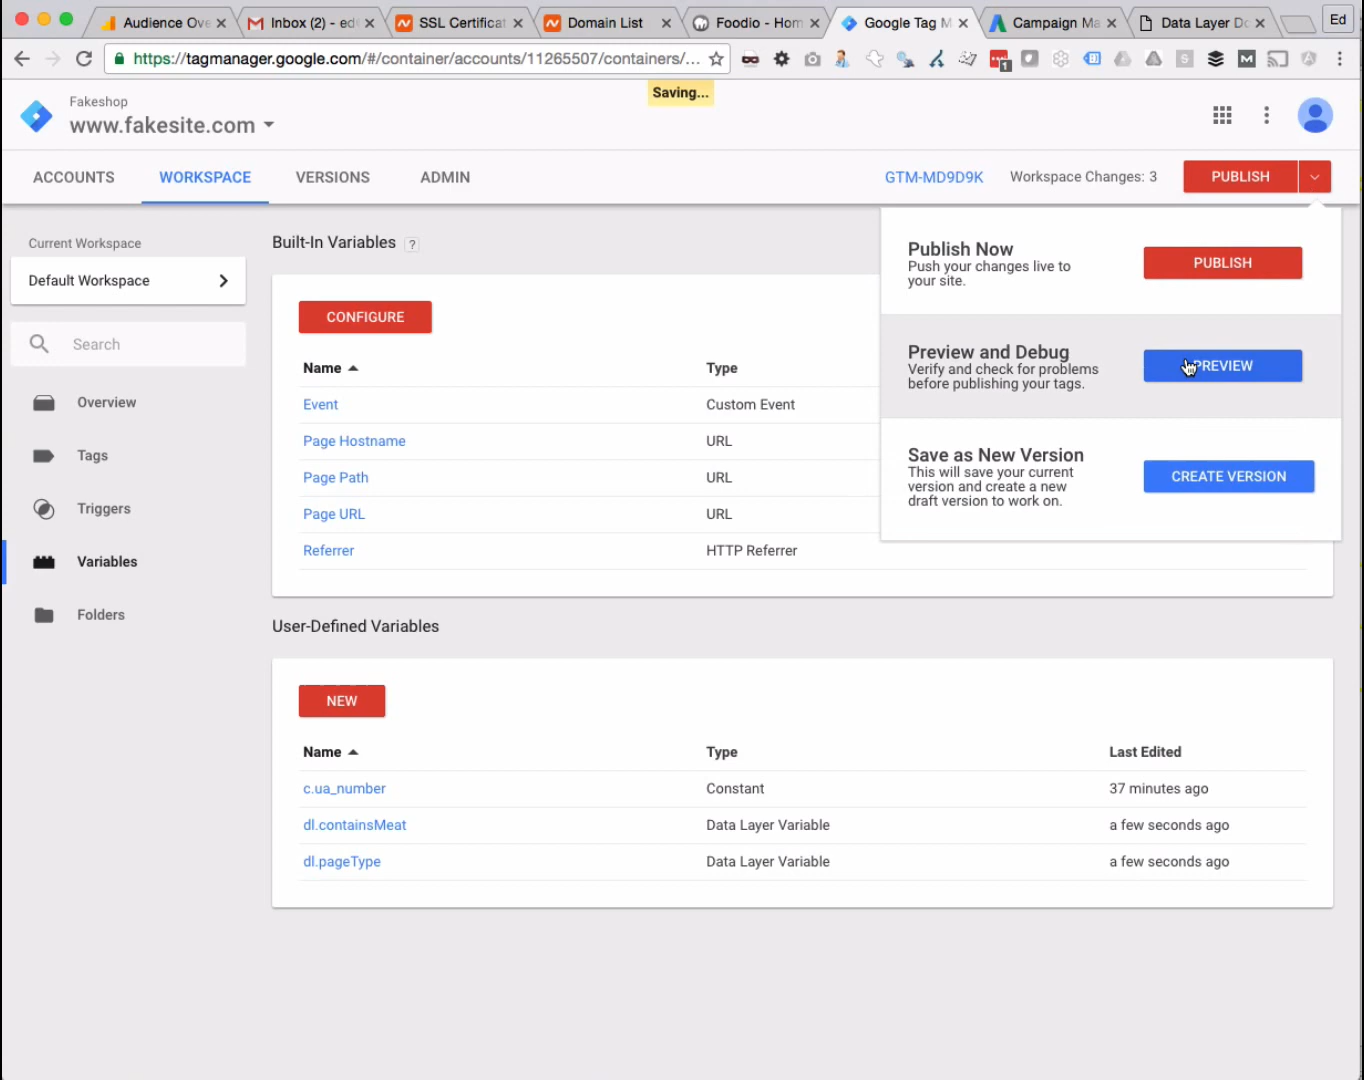 Audience Ov
Inbox (2) - ed
SSL Certifica
Domain List
Foodio - Hom
Google Tag M
Campaign Ma
Data Layer Do
Ed
https://tagmanager.google.com/#/container/accounts/11265507/containers/...
1
Saving...
Fakeshop
www.fakesite.com
ACCOUNTS
WORKSPACE
VERSIONS
ADMIN
GTM-MD9D9K
Workspace Changes: 3
PUBLISH
Current Workspace
Default Workspace
Search
Overview
Tags
Triggers
Variables
Folders
Built-In Variables ?
CONFIGURE
Name Type
Event Custom Event
Page Hostname URL
Page Path URL
Page URL URL
Referrer HTTP Referrer
Publish Now
Push your changes live to
your site.
PUBLISH
Preview and Debug
Verify and check for problems
before publishing your tags.
PREVIEW
Save as New Version
This will save your current
version and create a new
draft version to work on.
CREATE VERSION
User-Defined Variables
NEW
Name Type Last Edited
c.ua_number Constant 37 minutes ago
dl.containsMeat Data Layer Variable a few seconds ago
dl.pageType Data Layer Variable a few seconds ago